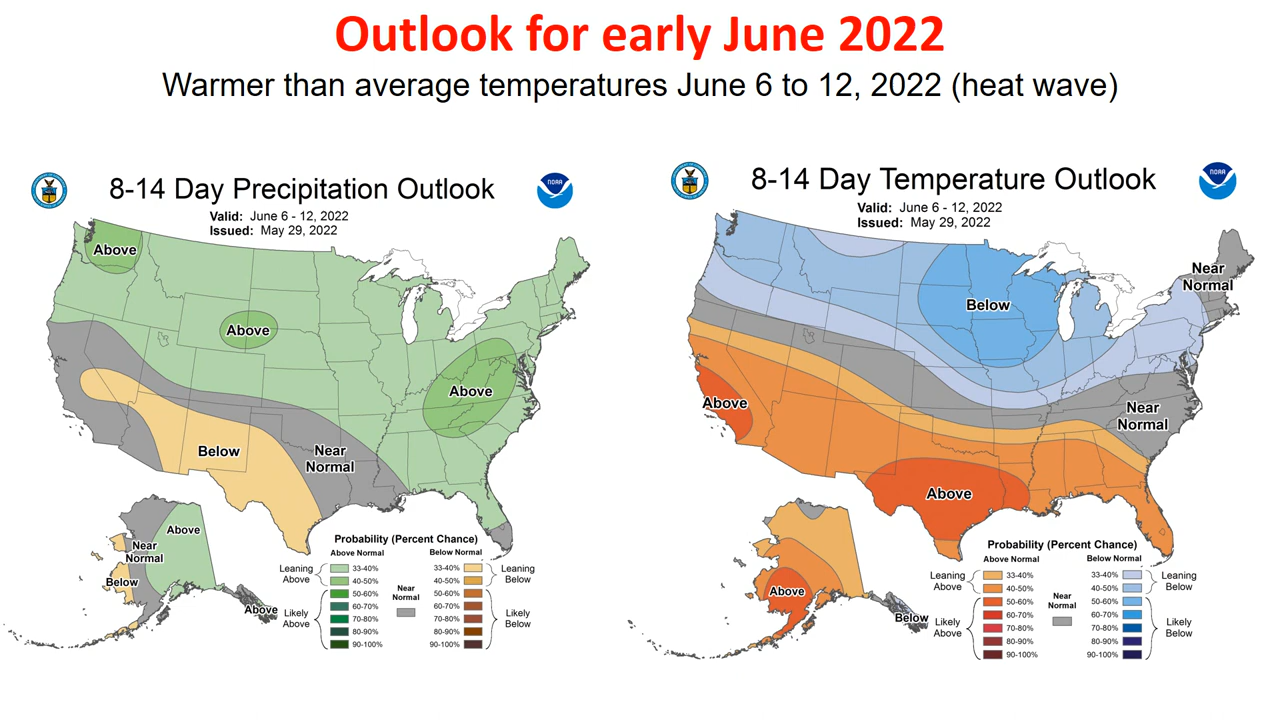 Outlook for early June 2022
Warmer than average temperatures June 6 to 12, 2022 (heat wave)
8-14 Day Precipitation Outlook
NOAA
Valid: June 6 - 12, 2022
Issued: May 29, 2022
Above
Above
Above
Below
Near
Normal
Above
Near
Normal
Below
Above
Probability (Percent Chance)
Above Normal
Below Normal
Leaning
Above
33-40%
40-50%
Likely
Above
50-60%
60-70%
70-80%
80-90%
90-100%
Near
Normal
33-40%
40-50%
Leaning
Below
50-60%
60-70%
70-80%
80-90%
90-100%
Likely
Below
8-14 Day Temperature Outlook
NOAA
Valid: June 6 - 12, 2022
Issued: May 29, 2022
Near
Normal
Below
Above
Near
Normal
Above
Above
Below
Probability (Percent Chance)
Above Normal
Below Normal
Leaning
Above
33-40%
40-50%
Likely
Above
50-60%
60-70%
70-80%
80-90%
90-100%
Near
Normal
33-40%
40-50%
Leaning
Below
50-60%
60-70%
70-80%
80-90%
90-100%
Likely
Below